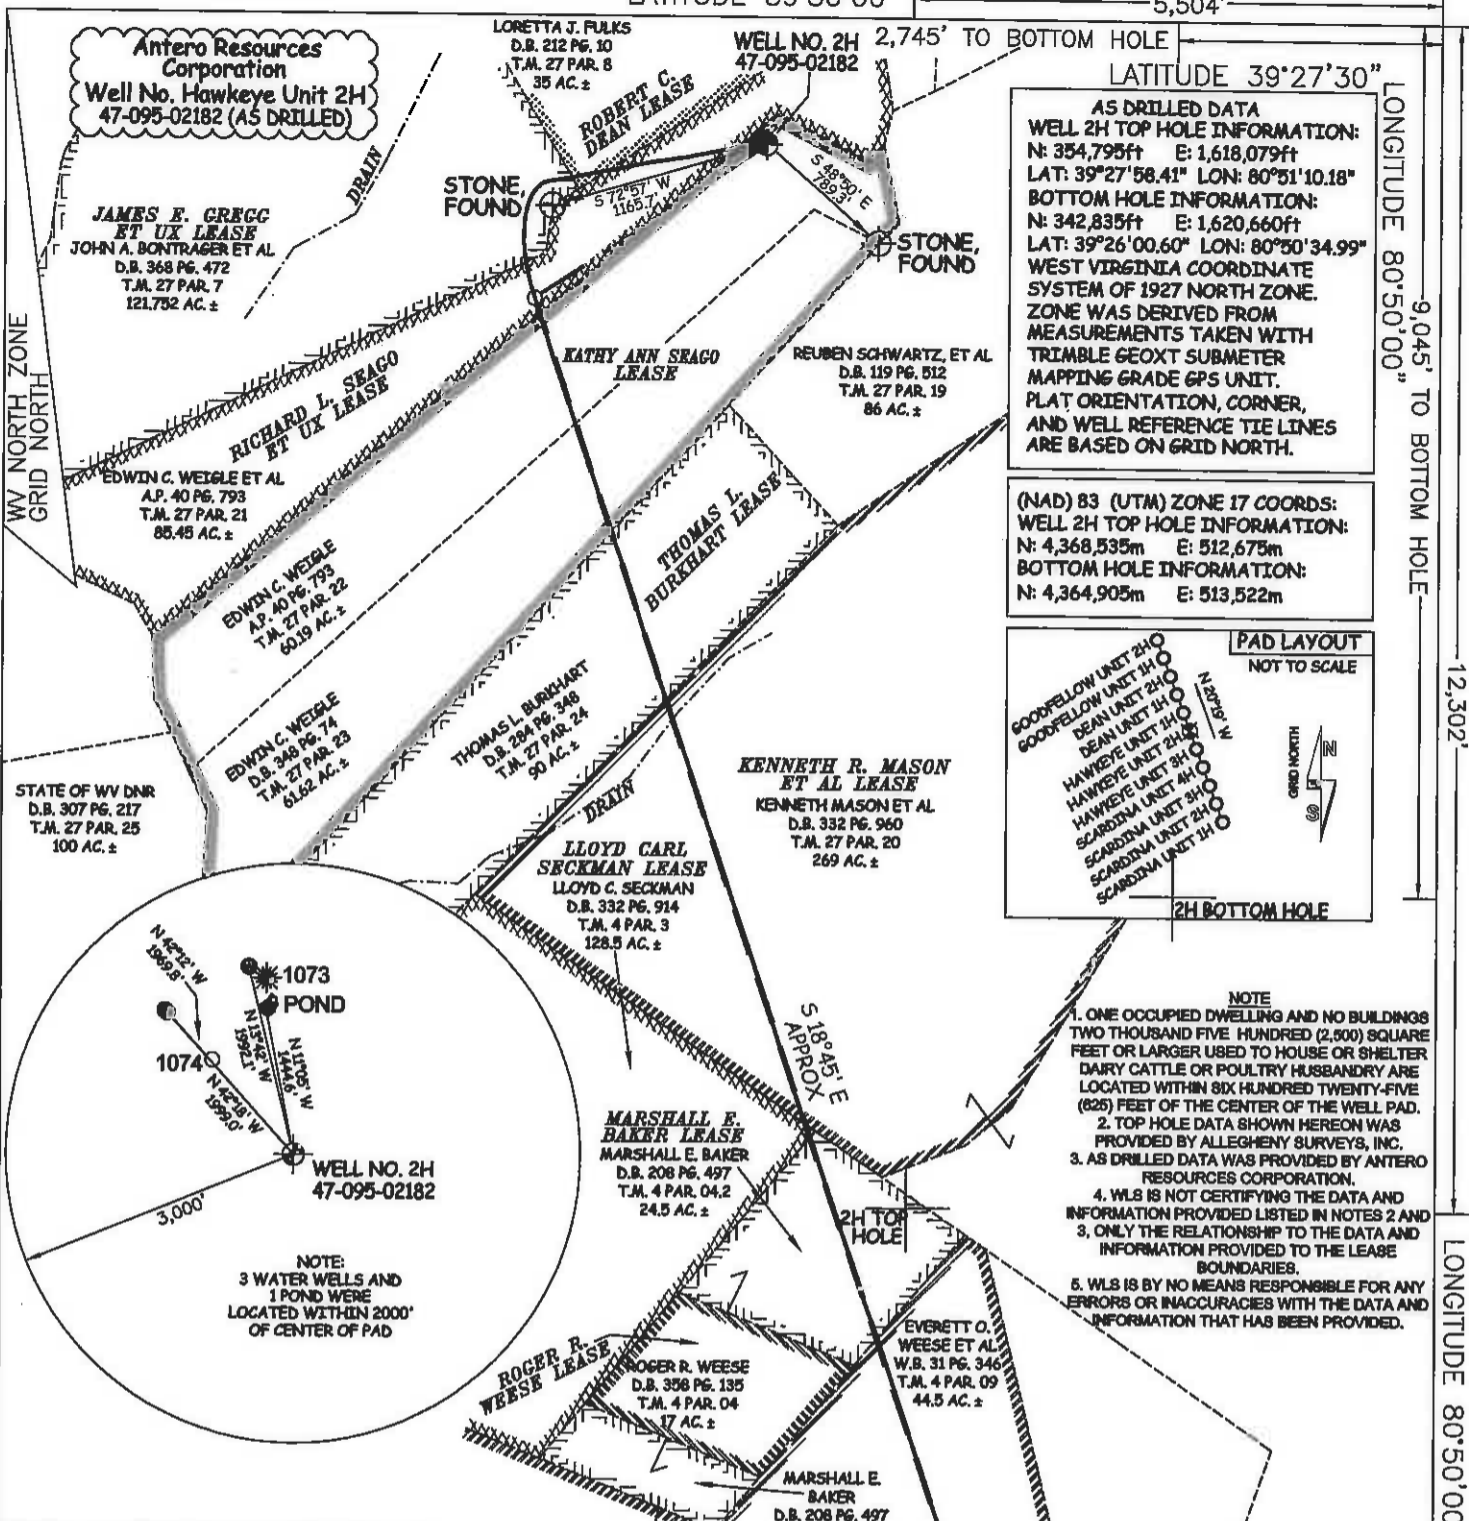 LATITUDE 39°30'00"
5,504'
Antero Resources
Corporation
Well No. Hawkeye Unit 2H
47-095-02182 (AS DRILLED)
LORETTA J. FULKS
D.B. 212 PG. 10
T.M. 27 PAR. 8
35 AC. ±
WELL NO. 2H
47-095-02182
2,745' TO BOTTOM HOLE
LATITUDE 39°27'30"
LONGITUDE 80°50'00"
9,045' TO BOTTOM HOLE
12,302'
LONGITUDE 80°50'00
ROBERT C.
DEAN LEASE
DRAIN
STONE,
FOUND
S 72°57' W
1165.7'
S 48°50' E
789.3'
STONE,
FOUND
JAMES E. GREGG
ET UX LEASE
JOHN A. BONTRAGER ET AL
D.B. 368 PG. 472
T.M. 27 PAR. 7
121.752 AC. ±
WV NORTH ZONE
GRID NORTH
AS DRILLED DATA
WELL 2H TOP HOLE INFORMATION:
N: 354,795ft E: 1,618,079ft
LAT: 39°27'58.41" LON: 80°51'10.18"
BOTTOM HOLE INFORMATION:
N: 342,835ft E: 1,620,660ft
LAT: 39°26'00.60" LON: 80°50'34.99"
WEST VIRGINIA COORDINATE
SYSTEM OF 1927 NORTH ZONE.
ZONE WAS DERIVED FROM
MEASUREMENTS TAKEN WITH
TRIMBLE GEOXT SUBMETER
MAPPING GRADE GPS UNIT.
PLAT ORIENTATION, CORNER,
AND WELL REFERENCE TIE LINES
ARE BASED ON GRID NORTH.
RICHARD L. SEAGO
ET UX LEASE
KATHY ANN SEAGO
LEASE
REUBEN SCHWARTZ, ET AL
D.B. 119 PG. 512
T.M. 27 PAR. 19
86 AC. ±
EDWIN C. WEIGLE ET AL
A.P. 40 PG. 793
T.M. 27 PAR. 21
85.45 AC. ±
(NAD) 83 (UTM) ZONE 17 COORDS:
WELL 2H TOP HOLE INFORMATION:
N: 4,368,535m E: 512,675m
BOTTOM HOLE INFORMATION:
N: 4,364,905m E: 513,522m
THOMAS L.
BURKHART LEASE
EDWIN C. WEIGLE
A.P. 40 PG. 793
T.M. 27 PAR. 22
60.19 AC. ±
EDWIN C. WEIGLE
D.B. 348 PG. 74
T.M. 27 PAR. 23
61.62 AC. ±
THOMAS L. BURKHART
D.B. 284 PG. 348
T.M. 27 PAR. 24
90 AC. ±
PAD LAYOUT
NOT TO SCALE
GOODFELLOW UNIT 2H
GOODFELLOW UNIT 1H
DEAN UNIT 2H
DEAN UNIT 1H
HAWKEYE UNIT 1H
HAWKEYE UNIT 2H
HAWKEYE UNIT 3H
SCARDINA UNIT 4H
SCARDINA UNIT 3H
SCARDINA UNIT 2H
SCARDINA UNIT 1H
N 20°19' W
GRID NORTH
N
S
2H BOTTOM HOLE
STATE OF WV DNR
D.B. 307 PG. 217
T.M. 27 PAR. 25
100 AC. ±
DRAIN
KENNETH R. MASON
ET AL LEASE
KENNETH MASON ET AL
D.B. 332 PG. 960
T.M. 27 PAR. 20
269 AC. ±
LLOYD CARL
SECKMAN LEASE
LLOYD C. SECKMAN
D.B. 332 PG. 914
T.M. 4 PAR. 3
128.5 AC. ±
N 42°12' W
1969.8'
1073
POND
1074
N 13°42' W
1992.1'
N 11°05' W
1444.6'
N 42°18' W
1999.0'
WELL NO. 2H
47-095-02182
3,000'
NOTE:
3 WATER WELLS AND
1 POND WERE
LOCATED WITHIN 2000'
OF CENTER OF PAD
S 18°45' E
APPROX
NOTE
1. ONE OCCUPIED DWELLING AND NO BUILDINGS
TWO THOUSAND FIVE HUNDRED (2,500) SQUARE
FEET OR LARGER USED TO HOUSE OR SHELTER
DAIRY CATTLE OR POULTRY HUSBANDRY ARE
LOCATED WITHIN SIX HUNDRED TWENTY-FIVE
(625) FEET OF THE CENTER OF THE WELL PAD.
2. TOP HOLE DATA SHOWN HEREON WAS
PROVIDED BY ALLEGHENY SURVEYS, INC.
3. AS DRILLED DATA WAS PROVIDED BY ANTERO
RESOURCES CORPORATION.
4. WLS IS NOT CERTIFYING THE DATA AND
INFORMATION PROVIDED LISTED IN NOTES 2 AND
3, ONLY THE RELATIONSHIP TO THE DATA AND
INFORMATION PROVIDED TO THE LEASE
BOUNDARIES.
5. WLS IS BY NO MEANS RESPONSIBLE FOR ANY
ERRORS OR INACCURACIES WITH THE DATA AND
INFORMATION THAT HAS BEEN PROVIDED.
MARSHALL E.
BAKER LEASE
MARSHALL E. BAKER
D.B. 208 PG. 497
T.M. 4 PAR. 04.2
24.5 AC. ±
2H TOP
HOLE
ROGER R.
WEESE LEASE
ROGER R. WEESE
D.B. 356 PG. 135
T.M. 4 PAR. 04
17 AC. ±
EVERETT O.
WEESE ET AL
W.B. 31 PG. 346
T.M. 4 PAR. 09
44.5 AC. ±
MARSHALL E.
BAKER
D.B. 208 PG. 497